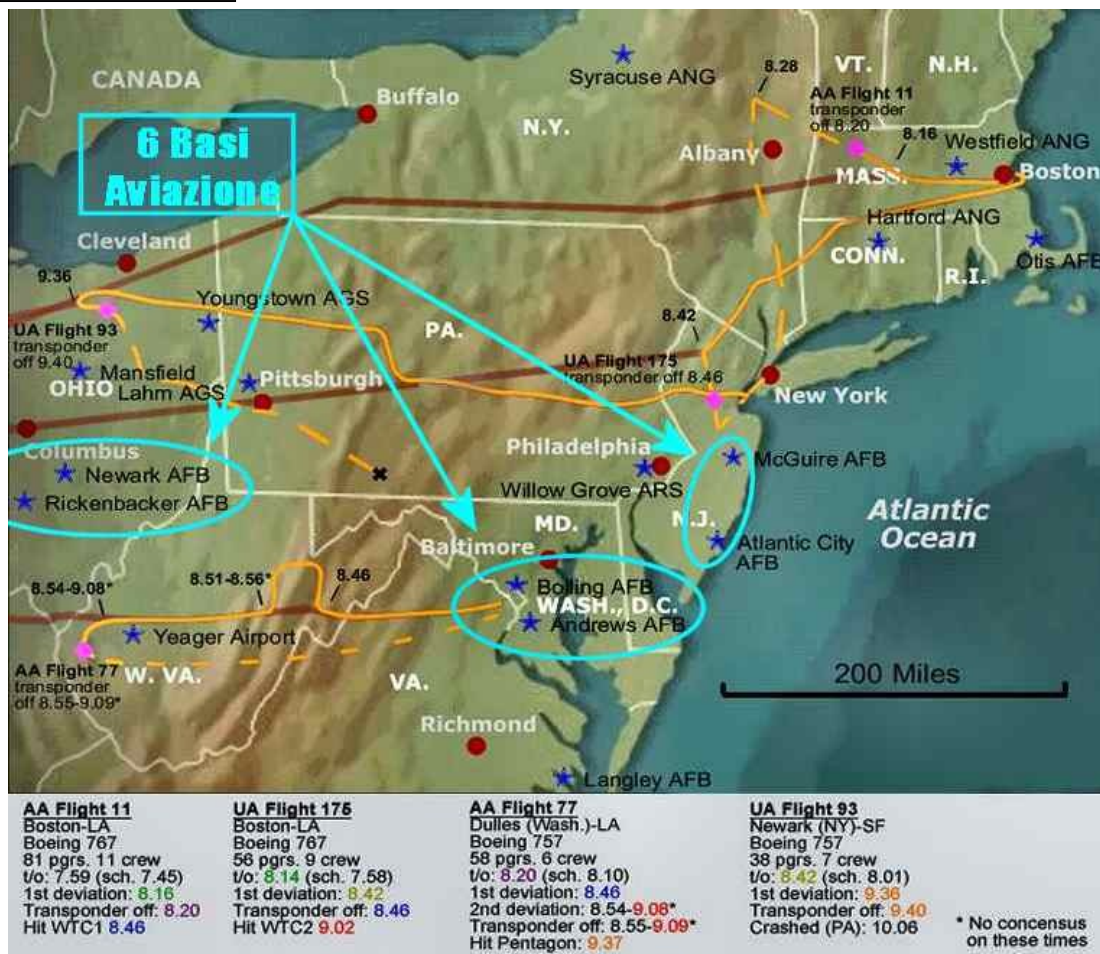 CANADA
Syracuse ANG
8.28
VT.
N.H.
Buffalo
N.Y.
AA Flight 11
transponder
off 8.20
8.16
Westfield ANG
6 Basi
Aviazione
Albany
MASS.
Boston
Cleveland
Hartford ANG
CONN.
R.I.
Otis AFB
9.36
Youngstown AGS
PA.
8.42
UA Flight 93
transponder
off 9.40
UA Flight 175
transponder off 8.46
Mansfield
Lahm AGS
OHIO
Pittsburgh
New York
Columbus
Newark AFB
Rickenbacker AFB
Philadelphia
Willow Grove ARS
McGuire AFB
N.J.
Atlantic City
AFB
Atlantic
Ocean
MD.
Baltimore
8.54-9.08*
8.51-8.56*
8.46
Bolling AFB
WASH., D.C.
Andrews AFB
Yeager Airport
AA Flight 77
transponder
off 8.55-9.09*
W. VA.
VA.
200 Miles
Richmond
Langley AFB
AA Flight 11
Boston-LA
Boeing 767
81 pgrs. 11 crew
t/o: 7.59 (sch. 7.45)
1st deviation: 8.16
Transponder off: 8.20
Hit WTC1 8.46
UA Flight 175
Boston-LA
Boeing 767
56 pgrs. 9 crew
t/o: 8.14 (sch. 7.58)
1st deviation: 8.42
Transponder off: 8.46
Hit WTC2 9.02
AA Flight 77
Dulles (Wash.)-LA
Boeing 757
58 pgrs. 6 crew
t/o: 8.20 (sch. 8.10)
1st deviation: 8.46
2nd deviation: 8.54-9.08*
Transponder off: 8.55-9.09*
Hit Pentagon: 9.37
UA Flight 93
Newark (NY)-SF
Boeing 757
38 pgrs. 7 crew
t/o: 8.42 (sch. 8.01)
1st deviation: 9.36
Transponder off: 9.40
Crashed (PA): 10.06
* No concensus
on these times